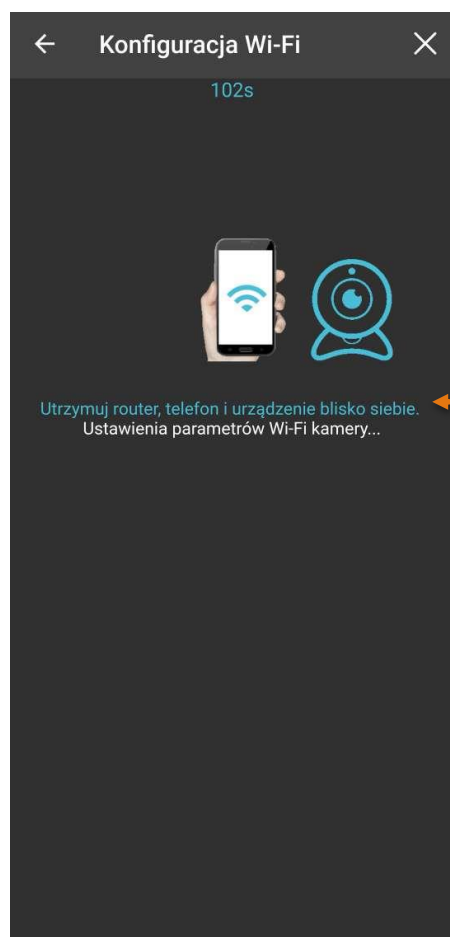 Konfiguracja Wi-Fi
102s
Utrzymuj router, telefon i urządzenie blisko siebie.
Ustawienia parametrów Wi-Fi kamery...